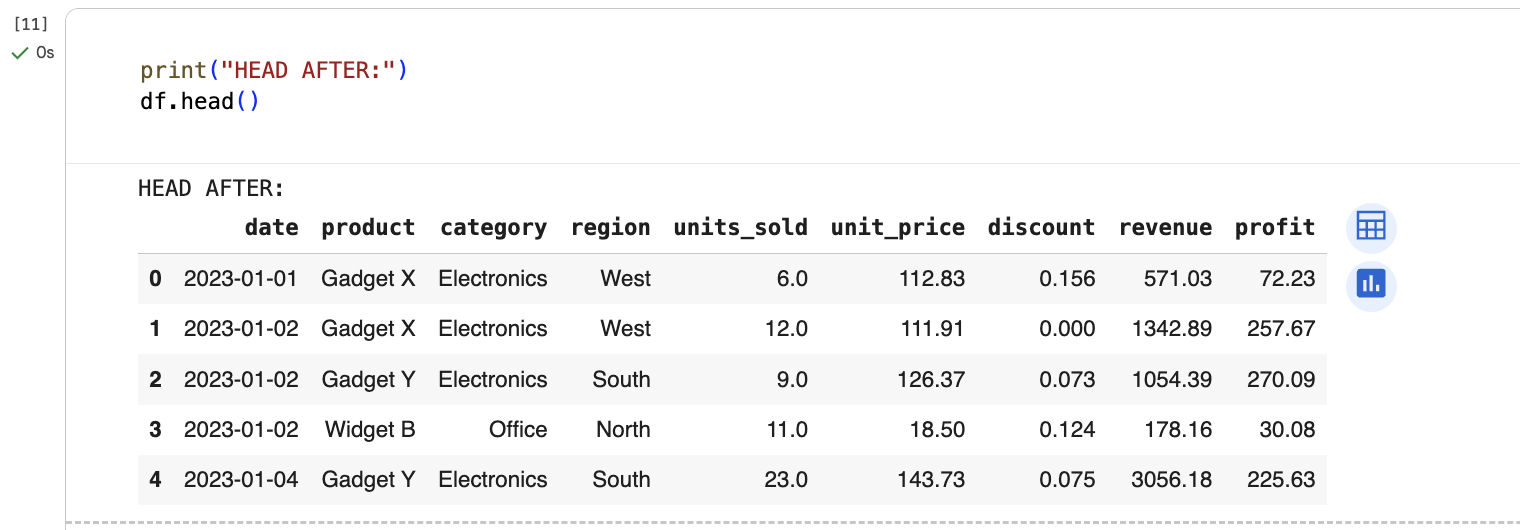 [11]
0s
print("HEAD AFTER:")
df.head()
HEAD AFTER:
date product category region units_sold unit_price discount revenue profit
0 2023-01-01 Gadget X Electronics West 6.0 112.83 0.156 571.03 72.23
1 2023-01-02 Gadget X Electronics West 12.0 111.91 0.000 1342.89 257.67
2 2023-01-02 Gadget Y Electronics South 9.0 126.37 0.073 1054.39 270.09
3 2023-01-02 Widget B Office North 11.0 18.50 0.124 178.16 30.08
4 2023-01-04 Gadget Y Electronics South 23.0 143.73 0.075 3056.18 225.63